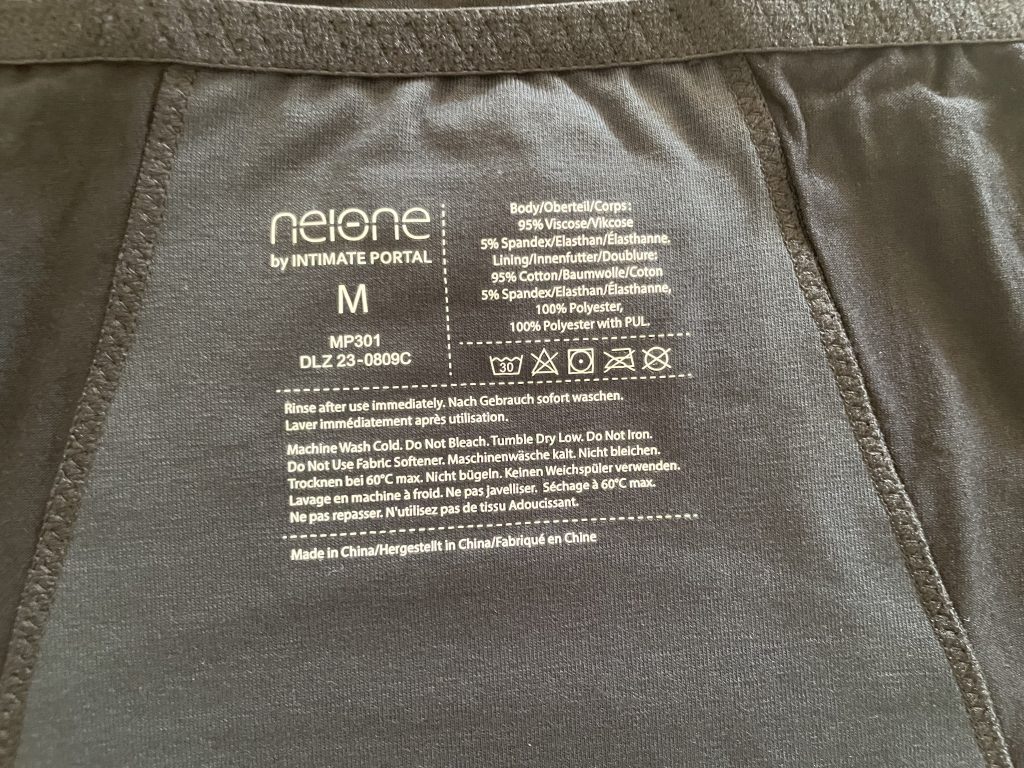 neione
by INTIMATE PORTAL
M
MP301
DLZ 23-0809C
Body/Oberteil/Corps:
95% Viscose/Vikcose
5% Spandex/Elasthan/Élasthanne.
Lining/Innenfutter/Doublure:
95% Cotton/Baumwolle/Coton
5% Spandex/Elasthan/Élasthanne,
100% Polyester,
100% Polyester with PUL.
30
Rinse after use immediately. Nach Gebrauch sofort waschen.
Laver immédiatement après utilisation.
Machine Wash Cold. Do Not Bleach. Tumble Dry Low. Do Not Iron.
Do Not Use Fabric Softener. Maschinenwäsche kalt. Nicht bleichen.
Trocknen bei 60°C max. Nicht bügeln. Keinen Weichspüler verwenden.
Lavage en machine à froid. Ne pas javelliser. Séchage à 60°C max.
Ne pas repasser. N'utilisez pas de tissu Adoucissant.
Made in China/Hergestellt in China/Fabriqué en Chine